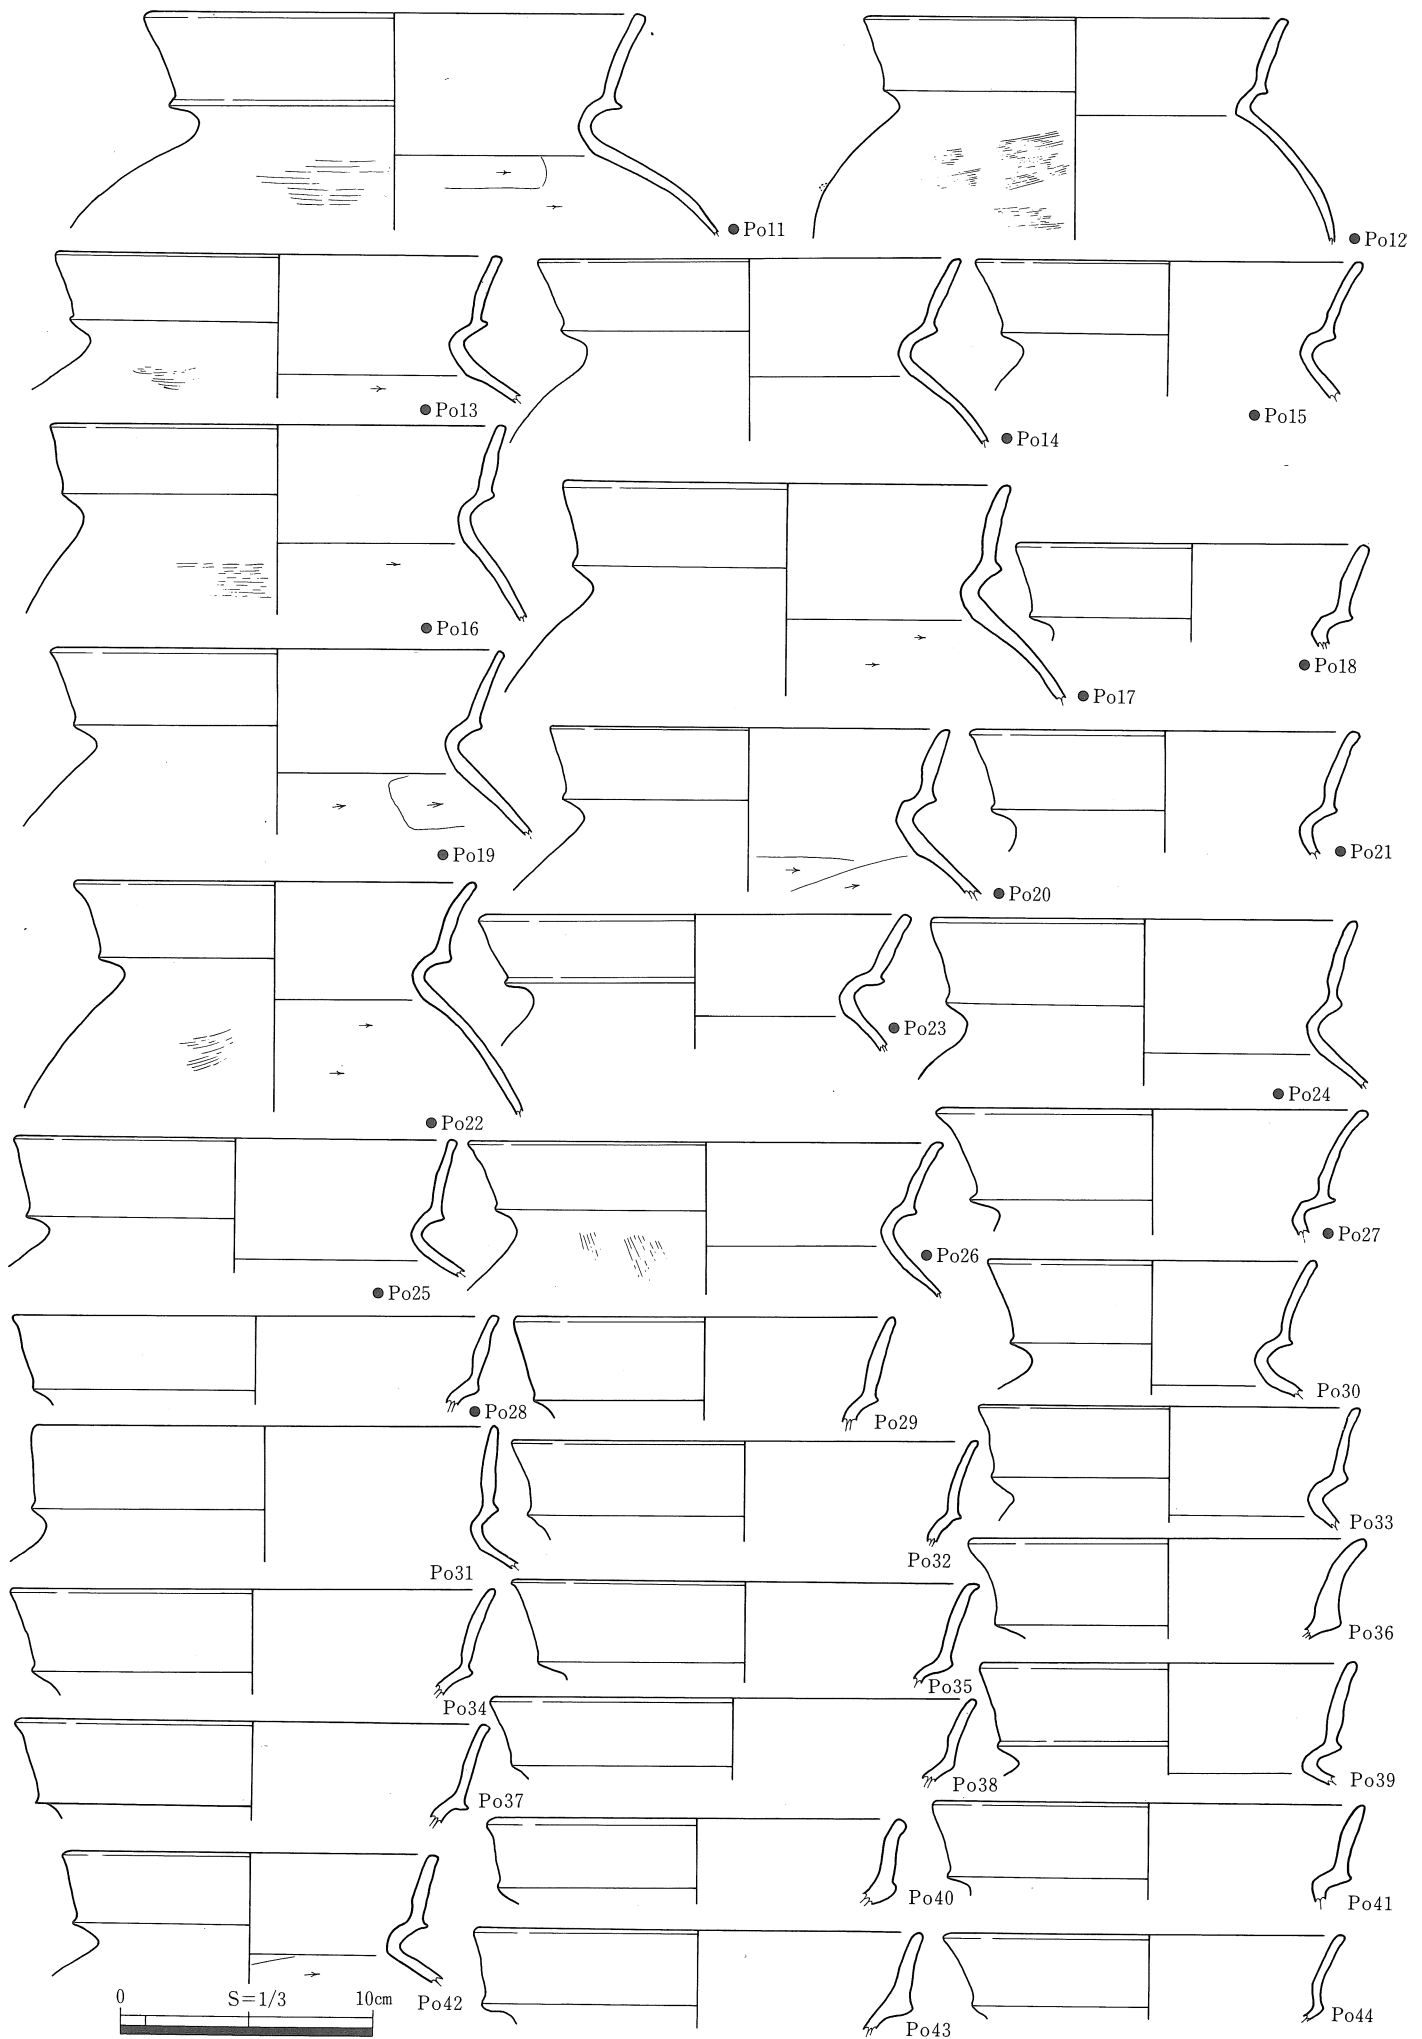 ● Po11
● Po12
● Po13
● Po14
● Po15
● Po16
● Po17
● Po18
● Po19
● Po20
● Po21
● Po22
● Po23
● Po24
● Po25
● Po26
● Po27
● Po28
Po29
Po30
Po31
Po32
Po33
Po34
Po35
Po36
Po37
Po38
Po39
Po40
Po41
Po42
Po43
Po44
0 S=1/3 10cm